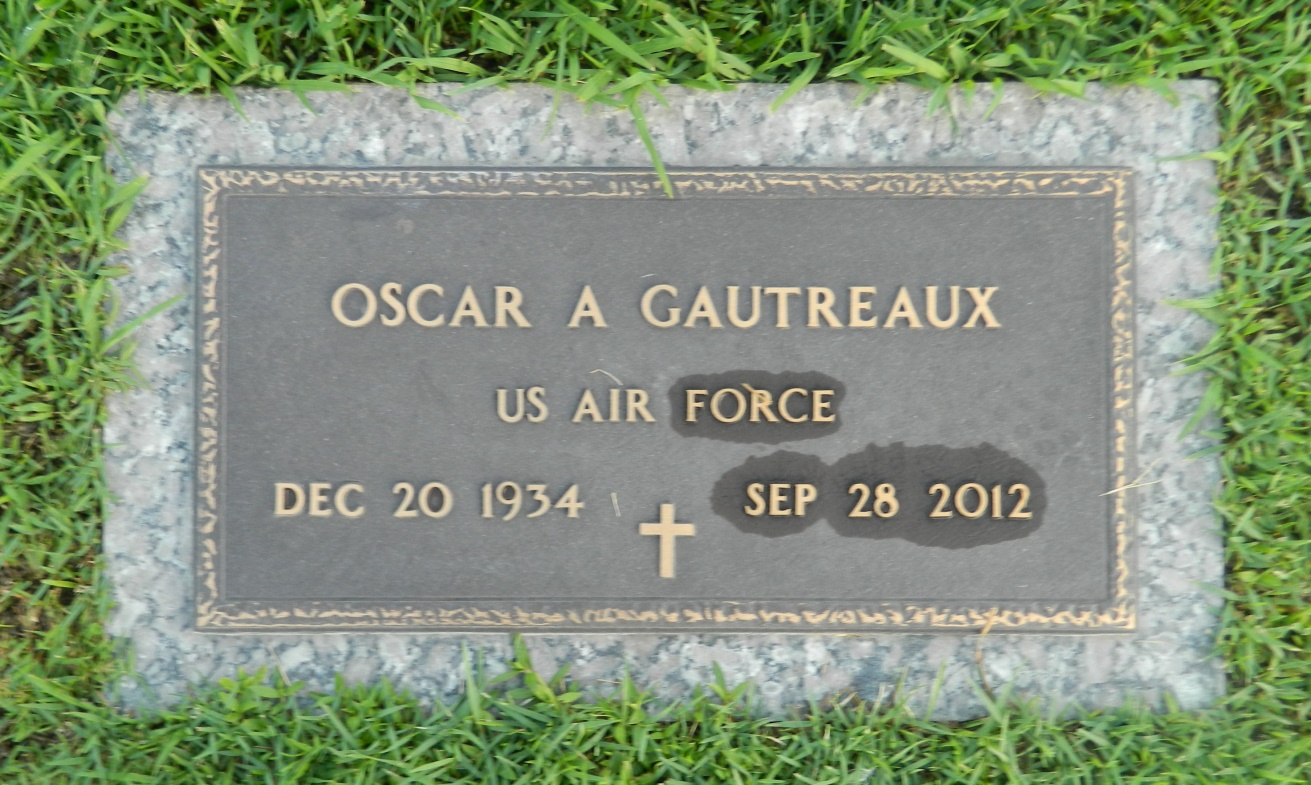 OSCAR A GAUTREAUX
US AIR FORCE
DEC 20 1934 SEP 28 2012